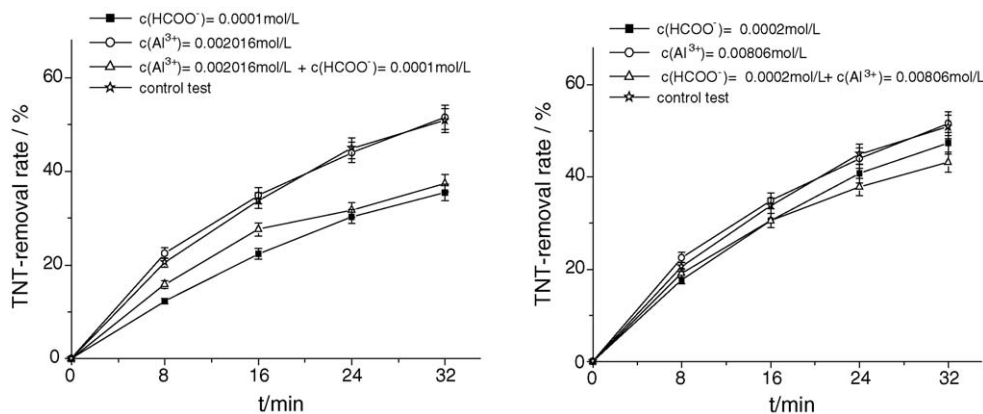 c(HCOO⁻)= 0.0001mol/L
c(Al³⁺)= 0.002016mol/L
c(Al³⁺)= 0.002016mol/L + c(HCOO⁻)= 0.0001mol/L
control test
60
40
20
0
TNT-removal rate / %
0 8 16 24 32
t/min
c(HCOO⁻)= 0.0002mol/L
c(Al³⁺)= 0.00806mol/L
c(HCOO⁻)= 0.0002mol/L+ c(Al³⁺)= 0.00806mol/L
control test
60
40
20
0
TNT-removal rate / %
0 8 16 24 32
t/min